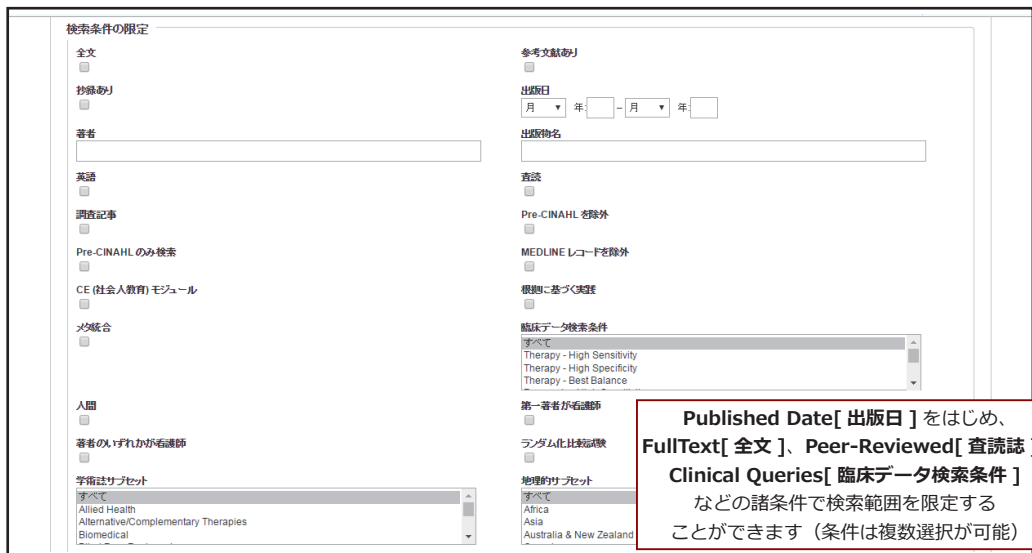 検索条件の限定
全文
参考文献あり
抄録あり
出版日
月 年: – 月 年:
著者
出版物名
英語
査読
調査記事
Pre-CINAHL を除外
Pre-CINAHL のみ検索
MEDLINE レコードを除外
CE (社会人教育) モジュール
根拠に基づく実践
メタ統合
臨床データ検索条件
すべて
Therapy - High Sensitivity
Therapy - High Specificity
Therapy - Best Balance
人間
第一著者が看護師
著者のいずれかが看護師
ランダム化比較試験
学術誌サブセット
すべて
Allied Health
Alternative/Complementary Therapies
Biomedical
地理的サブセット
すべて
Africa
Asia
Australia & New Zealand
Published Date[ 出版日 ] をはじめ、
FullText[ 全文 ]、Peer-Reviewed[ 査読誌 ]
Clinical Queries[ 臨床データ検索条件 ]
などの諸条件で検索範囲を限定する
ことができます（条件は複数選択が可能）